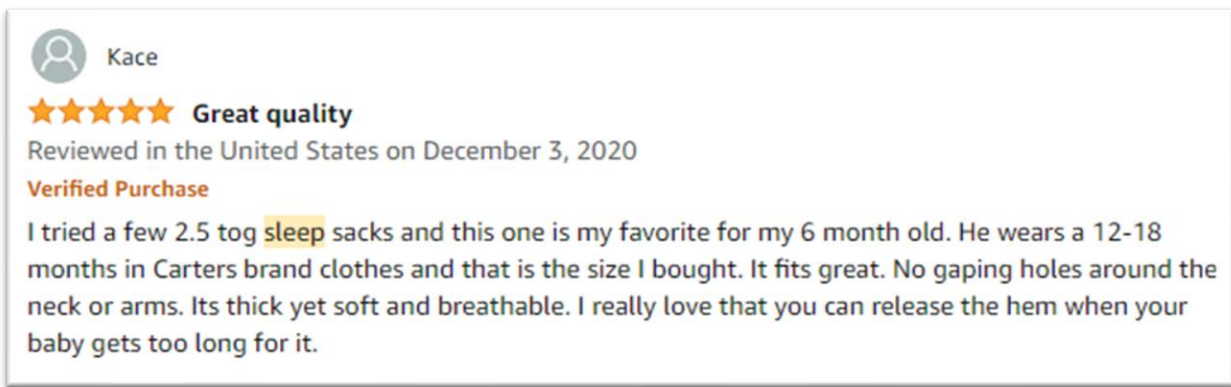 Kace
Great quality
Reviewed in the United States on December 3, 2020
Verified Purchase
I tried a few 2.5 tog sleep sacks and this one is my favorite for my 6 month old. He wears a 12-18
months in Carters brand clothes and that is the size I bought. It fits great. No gaping holes around the
neck or arms. Its thick yet soft and breathable. I really love that you can release the hem when your
baby gets too long for it.